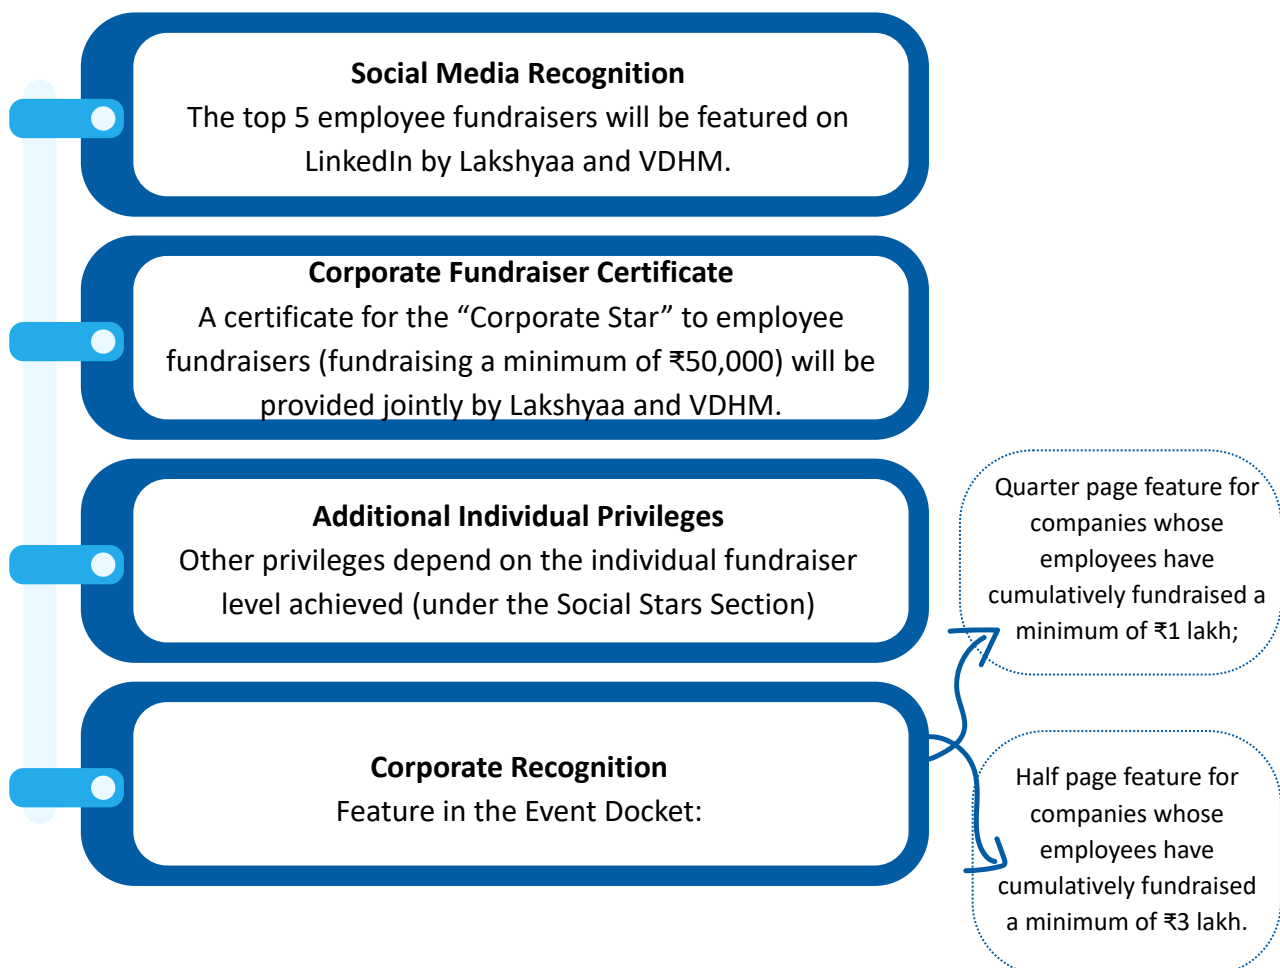 Social Media Recognition
The top 5 employee fundraisers will be featured on
LinkedIn by Lakshyaa and VDHM.
Corporate Fundraiser Certificate
A certificate for the “Corporate Star” to employee
fundraisers (fundraising a minimum of ₹50,000) will be
provided jointly by Lakshyaa and VDHM.
Additional Individual Privileges
Other privileges depend on the individual fundraiser
level achieved (under the Social Stars Section)
Corporate Recognition
Feature in the Event Docket:
Quarter page feature for
companies whose
employees have
cumulatively fundraised a
minimum of ₹1 lakh;
Half page feature for
companies whose
employees have
cumulatively fundraised
a minimum of ₹3 lakh.